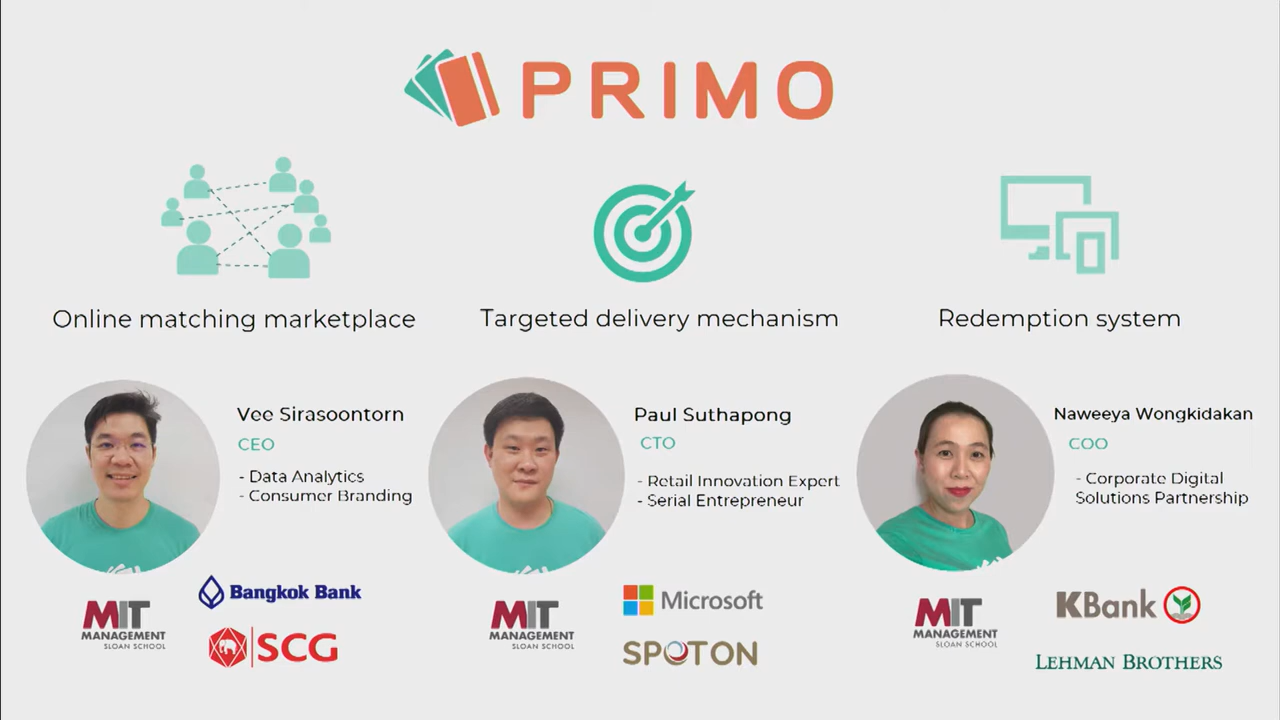 PRIMO
Online matching marketplace
Targeted delivery mechanism
Redemption system
Vee Sirasoontorn
CEO
- Data Analytics
- Consumer Branding
Paul Suthapong
CTO
- Retail Innovation Expert
- Serial Entrepreneur
Naweeya Wongkidakan
COO
- Corporate Digital
Solutions Partnership
MIT
MANAGEMENT
SLOAN SCHOOL
Bangkok Bank
SCG
MIT
MANAGEMENT
SLOAN SCHOOL
Microsoft
SPOTON
MIT
MANAGEMENT
SLOAN SCHOOL
KBank
LEHMAN BROTHERS